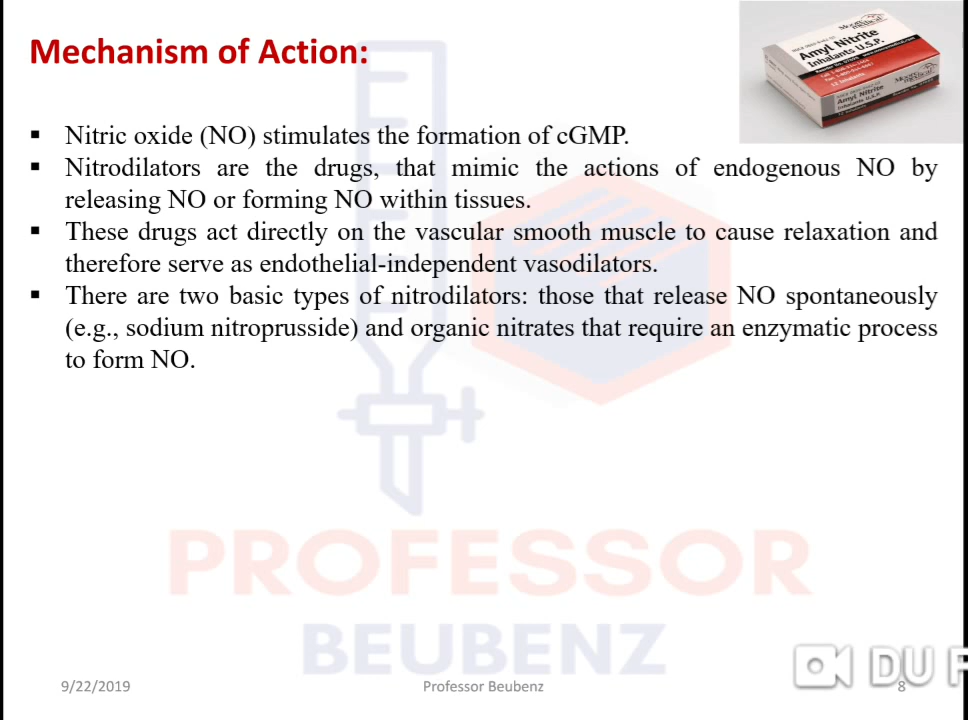 Mechanism of Action:
Amyl Nitrite
Inhalants U.S.P.
Amyl Nitrite
▪ Nitric oxide (NO) stimulates the formation of cGMP.
▪ Nitrodilators are the drugs, that mimic the actions of endogenous NO by
releasing NO or forming NO within tissues.
▪ These drugs act directly on the vascular smooth muscle to cause relaxation and
therefore serve as endothelial-independent vasodilators.
▪ There are two basic types of nitrodilators: those that release NO spontaneously
(e.g., sodium nitroprusside) and organic nitrates that require an enzymatic process
to form NO.
PROFESSOR
BEUBENZ
DU
9/22/2019
Professor Beubenz
8